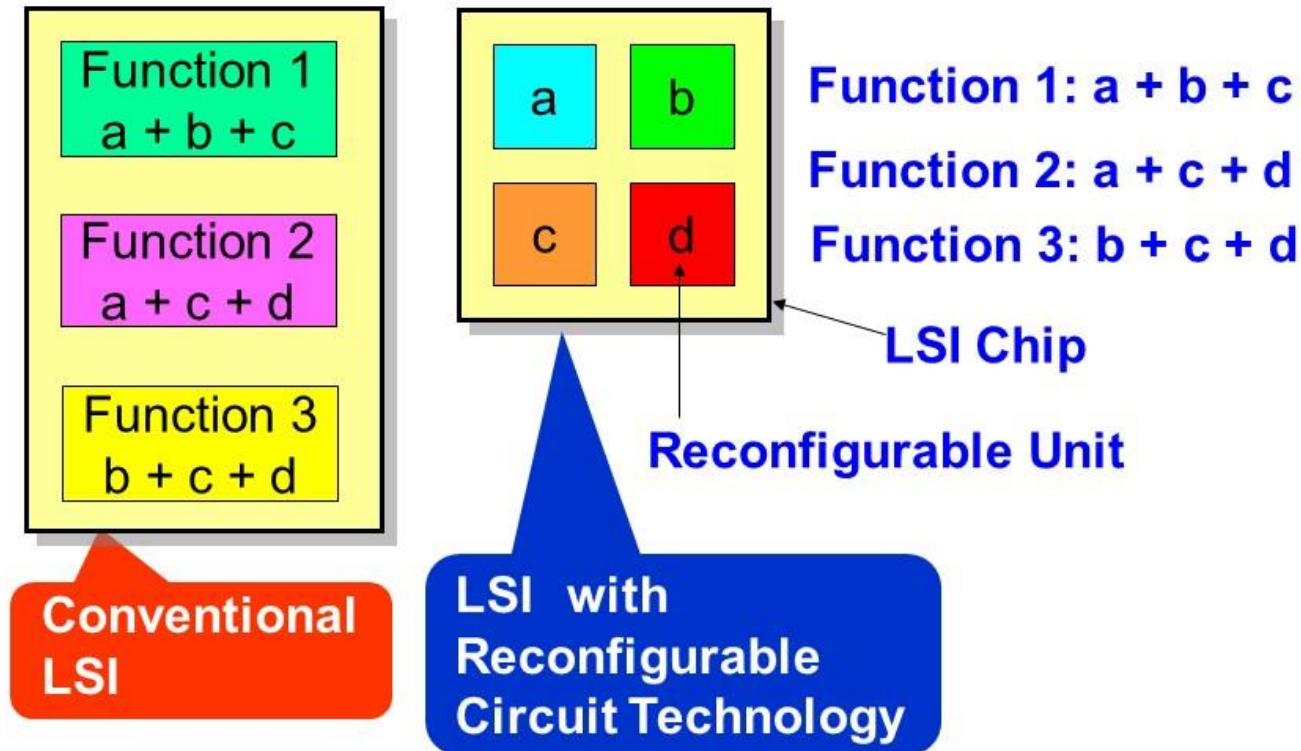 Function 1
a + b + c
Function 2
a + c + d
Function 3
b + c + d
Conventional
LSI
a
b
c
d
Function 1: a + b + c
Function 2: a + c + d
Function 3: b + c + d
LSI Chip
Reconfigurable Unit
LSI with
Reconfigurable
Circuit Technology